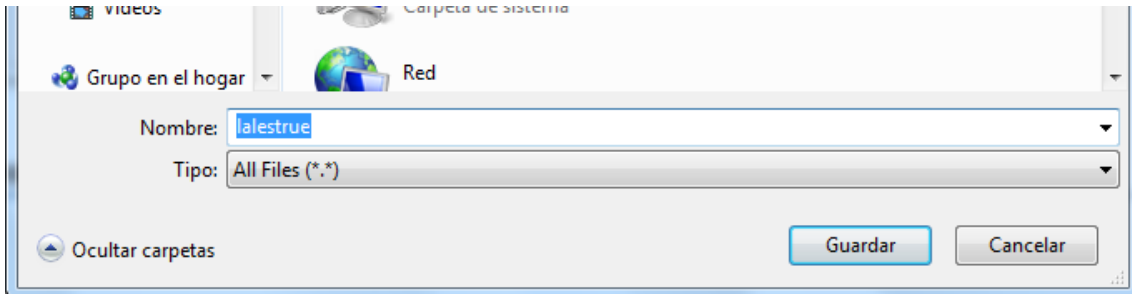 Vídeos
Carpeta de sistema
Grupo en el hogar
Red
Nombre: lalestrue
Tipo: All Files (*.*)
Ocultar carpetas
Guardar
Cancelar